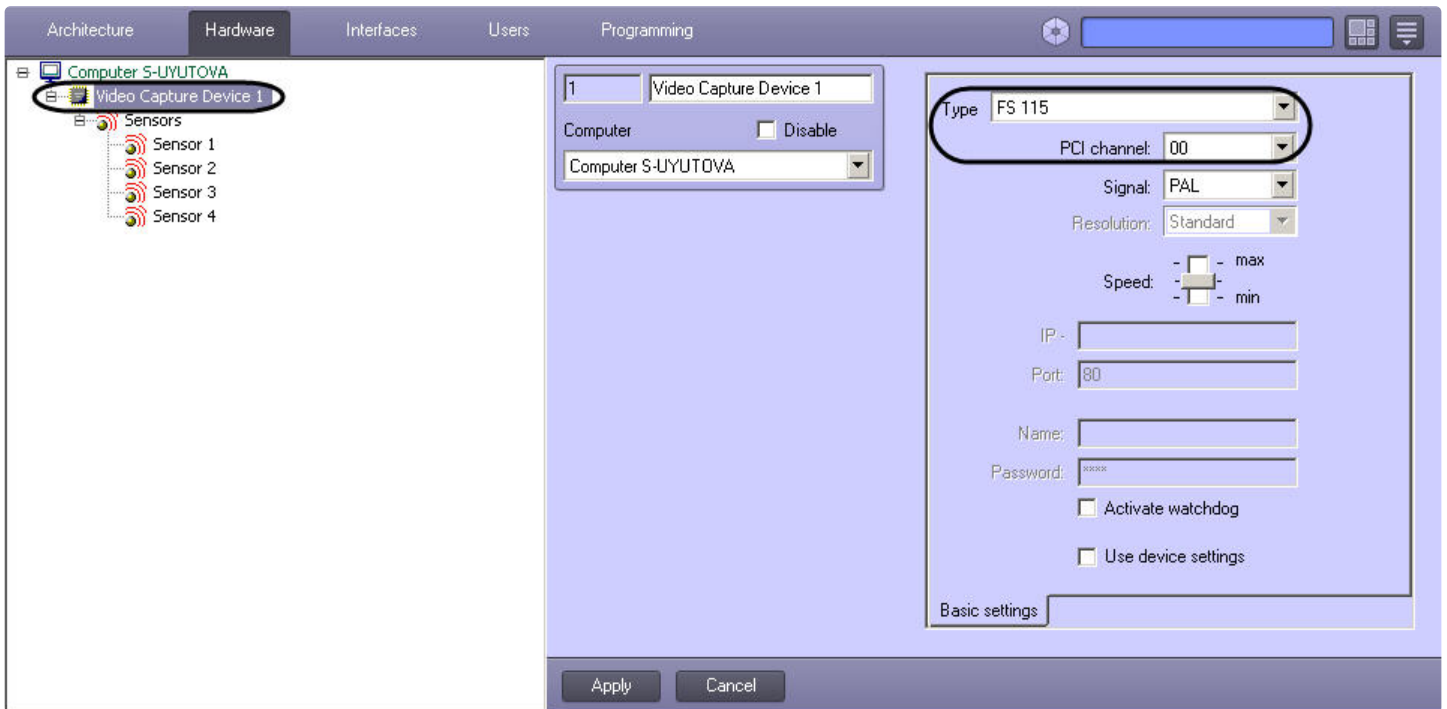 Architecture Hardware Interfaces Users Programming
Computer S-UYUTOVA
Video Capture Device 1
Sensors
Sensor 1
Sensor 2
Sensor 3
Sensor 4
1 Video Capture Device 1
Computer Disable
Computer S-UYUTOVA
Type FS 115
PCI channel: 00
Signal: PAL
Resolution: Standard
Speed: max
min
IP -
Port: 80
Name:
Password: ****
Activate watchdog
Use device settings
Basic settings
Apply Cancel